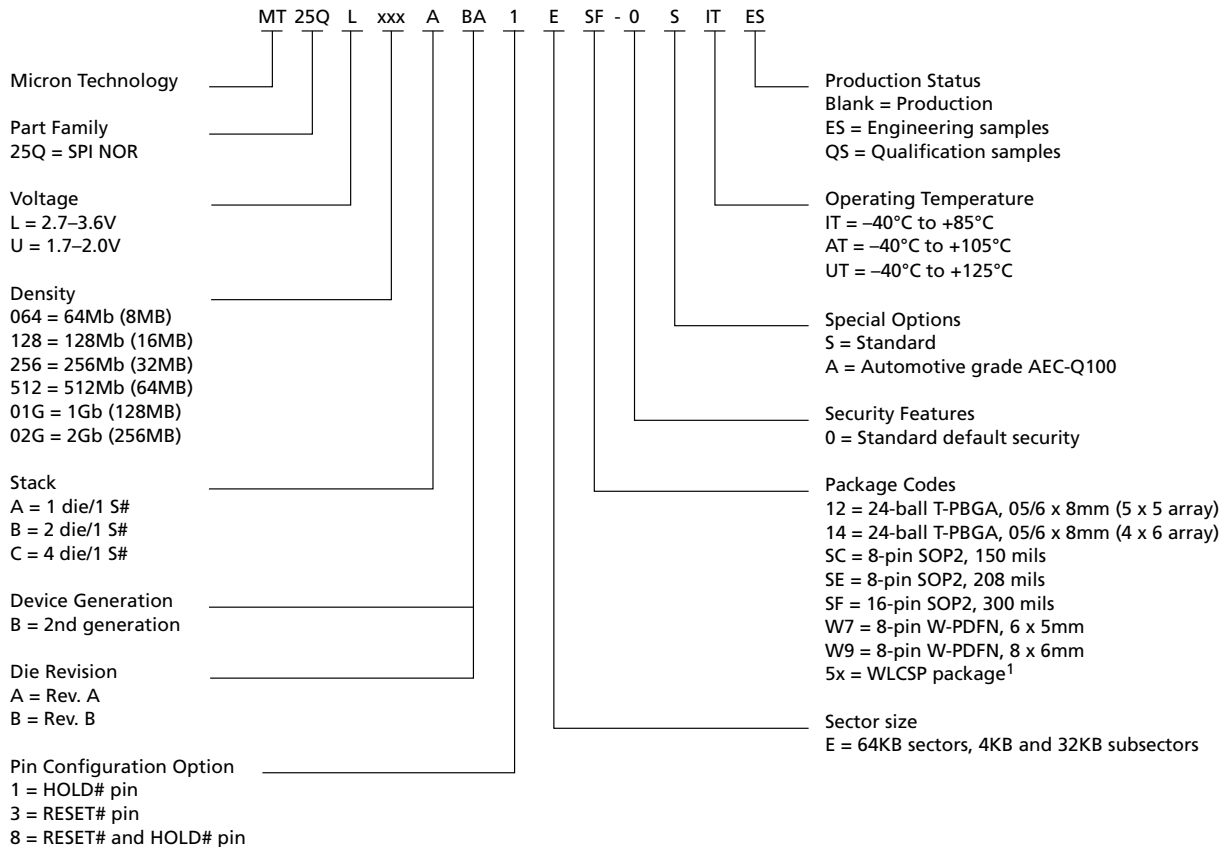 MT 25Q L xxx A BA 1 E SF - 0 S IT ES
Micron Technology
Part Family
25Q = SPI NOR
Voltage
L = 2.7–3.6V
U = 1.7–2.0V
Density
064 = 64Mb (8MB)
128 = 128Mb (16MB)
256 = 256Mb (32MB)
512 = 512Mb (64MB)
01G = 1Gb (128MB)
02G = 2Gb (256MB)
Stack
A = 1 die/1 S#
B = 2 die/1 S#
C = 4 die/1 S#
Device Generation
B = 2nd generation
Die Revision
A = Rev. A
B = Rev. B
Pin Configuration Option
1 = HOLD# pin
3 = RESET# pin
8 = RESET# and HOLD# pin
Production Status
Blank = Production
ES = Engineering samples
QS = Qualification samples
Operating Temperature
IT = –40°C to +85°C
AT = –40°C to +105°C
UT = –40°C to +125°C
Special Options
S = Standard
A = Automotive grade AEC-Q100
Security Features
0 = Standard default security
Package Codes
12 = 24-ball T-PBGA, 05/6 x 8mm (5 x 5 array)
14 = 24-ball T-PBGA, 05/6 x 8mm (4 x 6 array)
SC = 8-pin SOP2, 150 mils
SE = 8-pin SOP2, 208 mils
SF = 16-pin SOP2, 300 mils
W7 = 8-pin W-PDFN, 6 x 5mm
W9 = 8-pin W-PDFN, 8 x 6mm
5x = WLCSP package1
Sector size
E = 64KB sectors, 4KB and 32KB subsectors